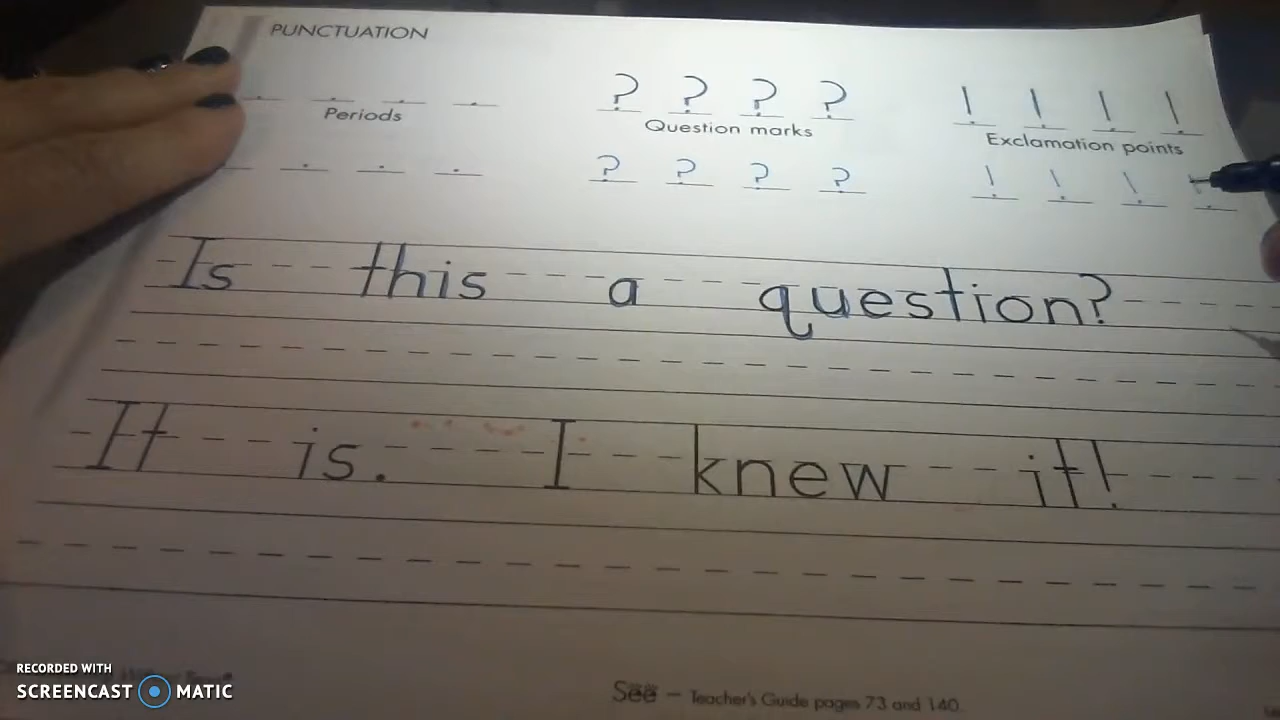 PUNCTUATION
. . . . ? ? ? ? ! ! ! !
Periods Question marks Exclamation points
. . . . ? ? ? ? ! ! ! !
Is this a question?
It is. I knew it!
See — Teacher's Guide pages 73 and 140
RECORDED WITH
SCREENCAST MATIC